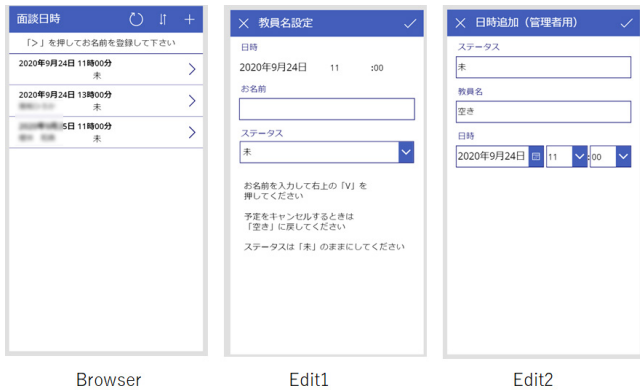 面談日時
「＞」を押してお名前を登録して下さい
2020年9月24日 11時00分
未
2020年9月24日 13時00分
未
5日 11時00分
未
Browser
教員名設定
日時
2020年9月24日 11 :00
お名前
ステータス
未
お名前を入力して右上の「V」を
押してください
予定をキャンセルするときは
「空き」に戻してください
ステータスは「未」のままにしてください
Edit1
日時追加（管理者用）
ステータス
未
教員名
空き
日時
2020年9月24日 11 :00
Edit2